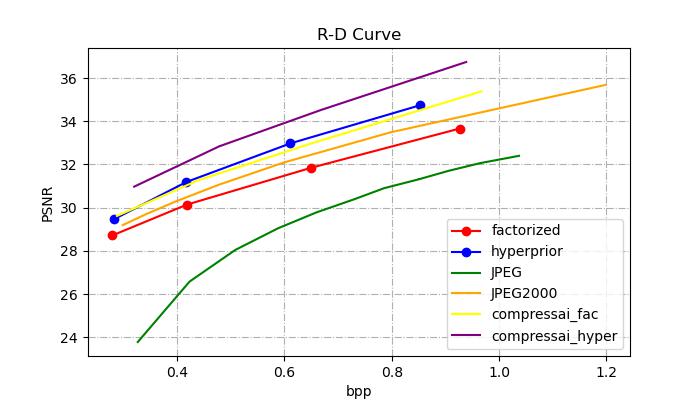 R-D Curve
36
34
32
30
28
26
24
PSNR
0.4 0.6 0.8 1.0 1.2
bpp
factorized
hyperprior
JPEG
JPEG2000
compressai_fac
compressai_hyper